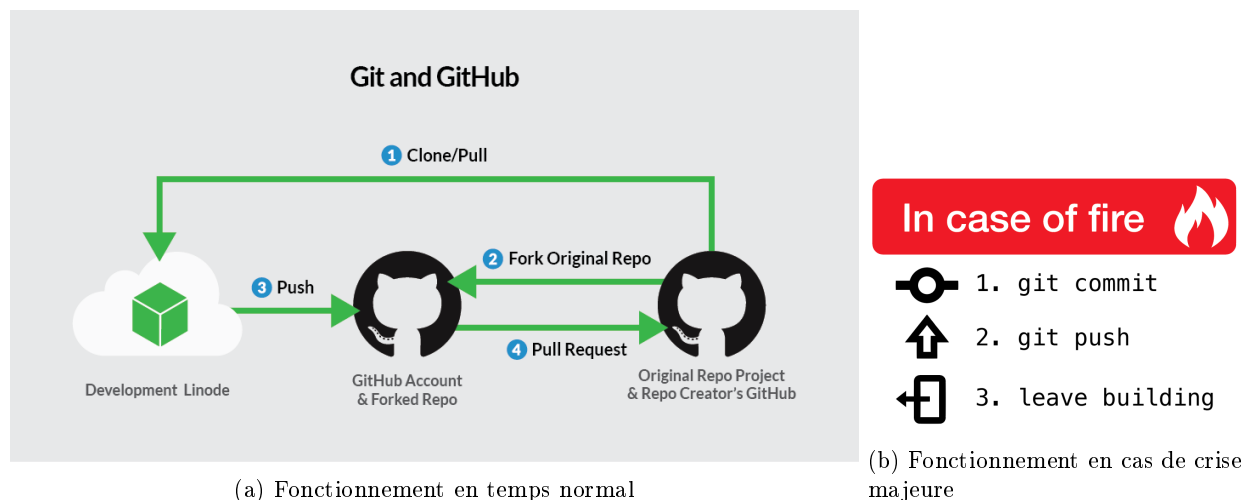 Git and GitHub
1 Clone/Pull
2 Fork Original Repo
3 Push
4 Pull Request
Development Linode
GitHub Account
& Forked Repo
Original Repo Project
& Repo Creator's GitHub
(a) Fonctionnement en temps normal
In case of fire
1. git commit
2. git push
3. leave building
(b) Fonctionnement en cas de crise
majeure